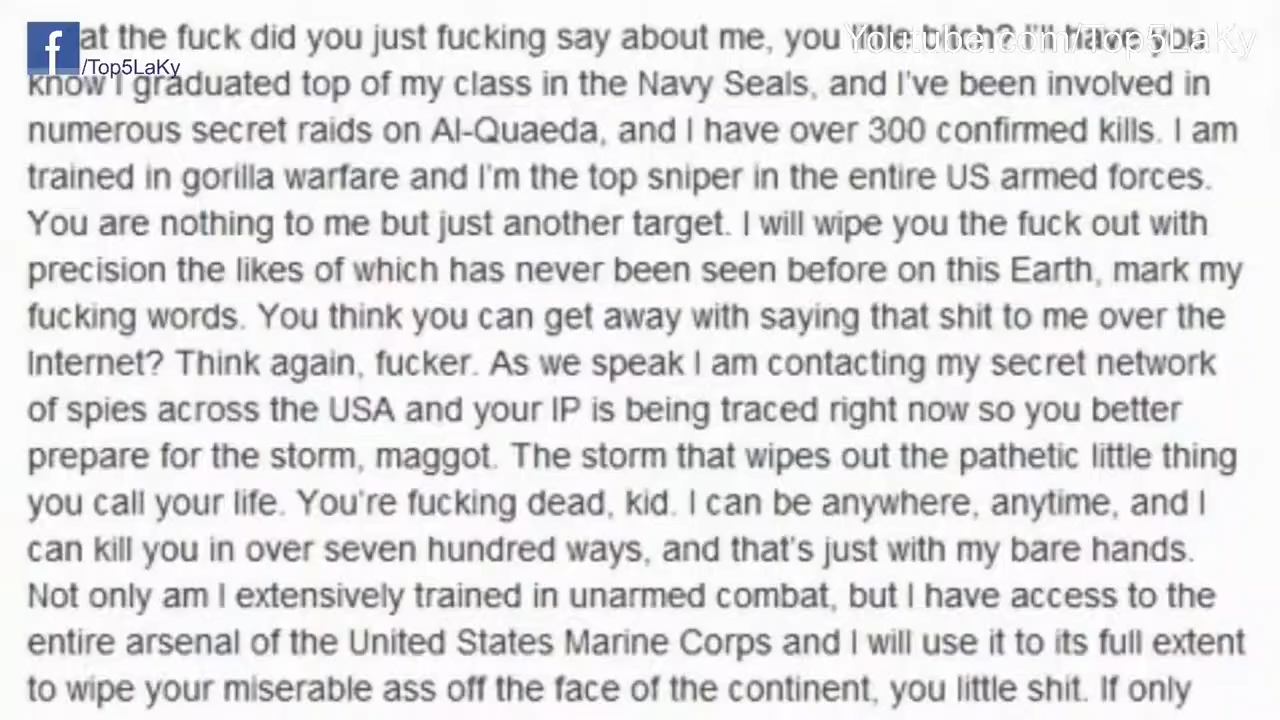 at the fuck did you just fucking say about me, you little bitch? I'll have you
Youtube.com/Top5LaKy
f
/Top5LaKy
know I graduated top of my class in the Navy Seals, and I've been involved in
numerous secret raids on Al-Quaeda, and I have over 300 confirmed kills. I am
trained in gorilla warfare and I'm the top sniper in the entire US armed forces.
You are nothing to me but just another target. I will wipe you the fuck out with
precision the likes of which has never been seen before on this Earth, mark my
fucking words. You think you can get away with saying that shit to me over the
Internet? Think again, fucker. As we speak I am contacting my secret network
of spies across the USA and your IP is being traced right now so you better
prepare for the storm, maggot. The storm that wipes out the pathetic little thing
you call your life. You're fucking dead, kid. I can be anywhere, anytime, and I
can kill you in over seven hundred ways, and that's just with my bare hands.
Not only am I extensively trained in unarmed combat, but I have access to the
entire arsenal of the United States Marine Corps and I will use it to its full extent
to wipe your miserable ass off the face of the continent, you little shit. If only